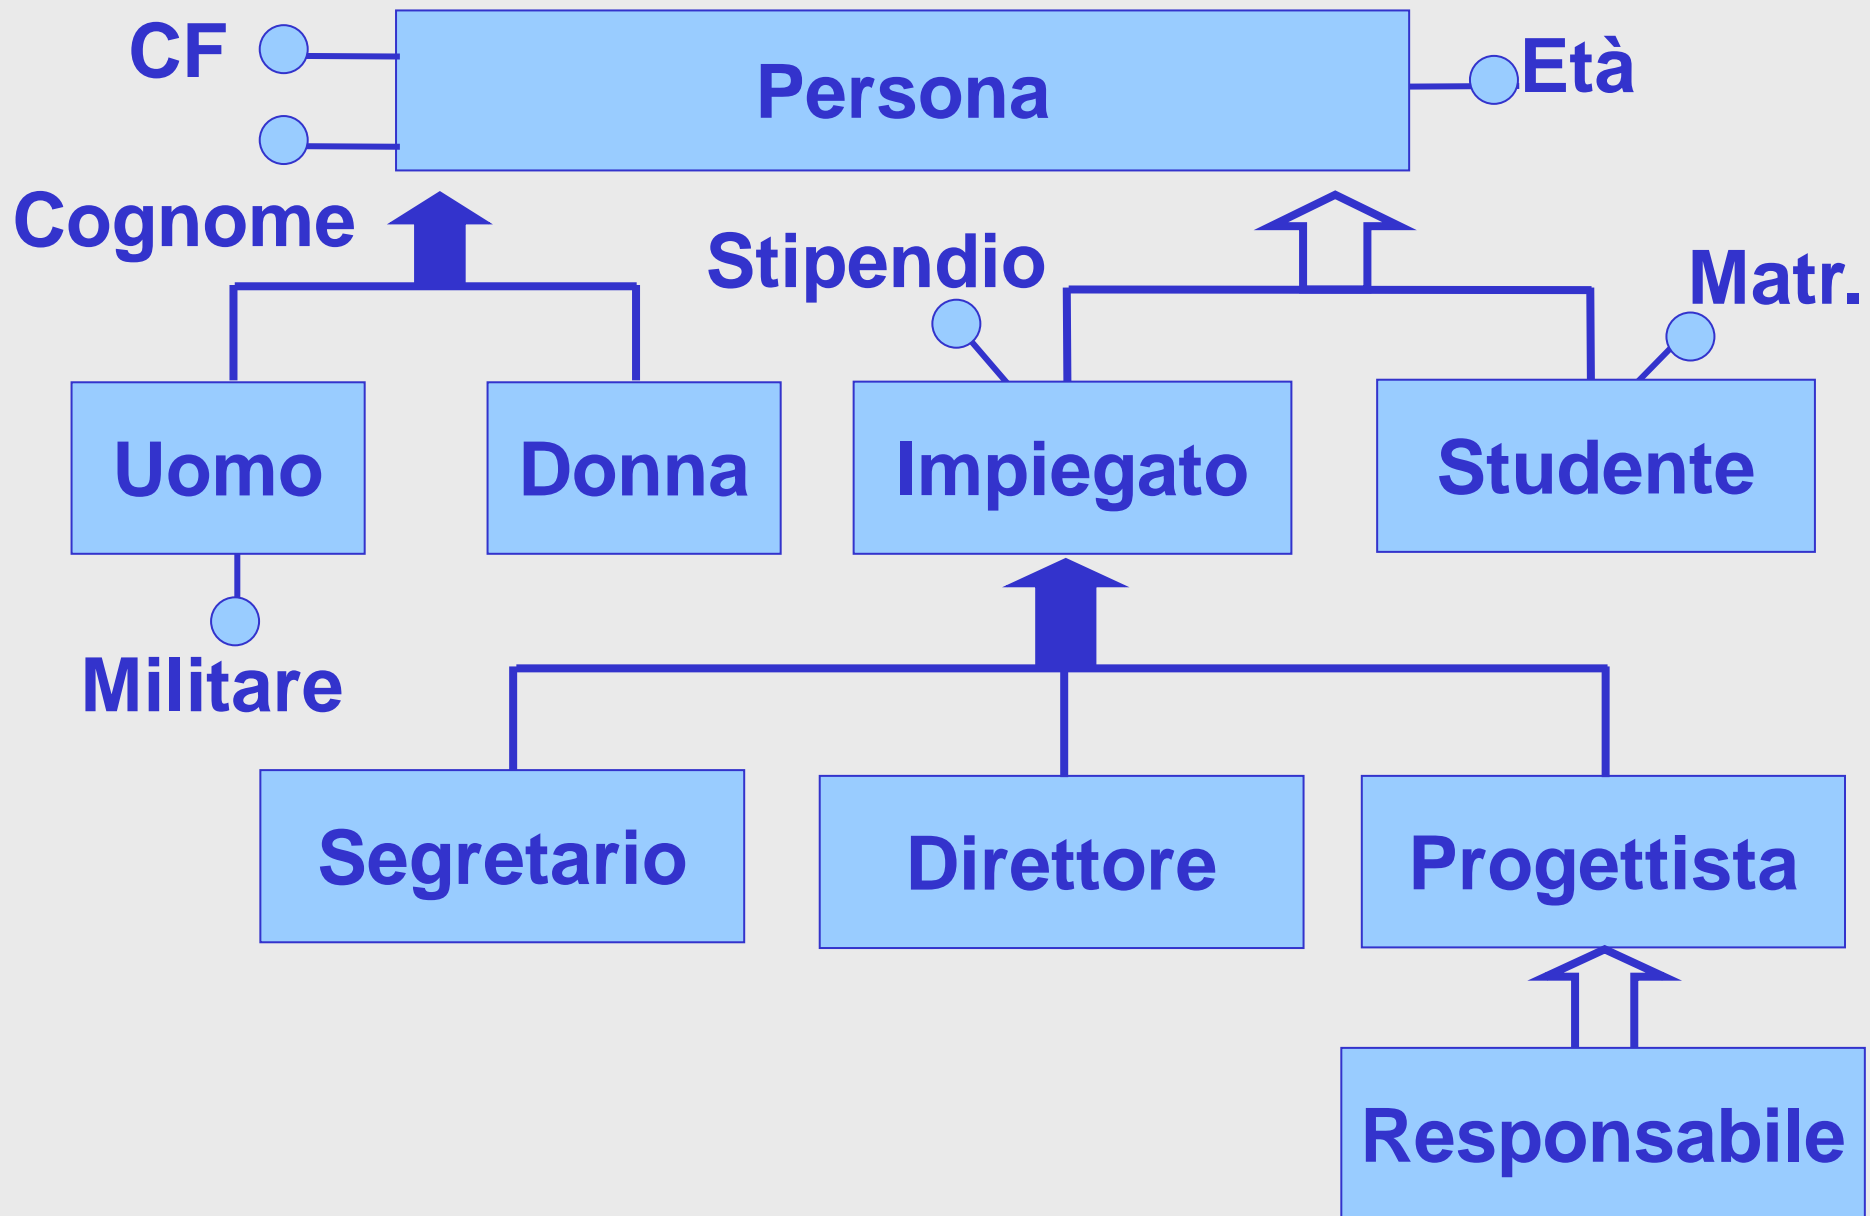 CF
Persona
Età
Cognome
Stipendio
Matr.
Uomo
Donna
Impiegato
Studente
Militare
Segretario
Direttore
Progettista
Responsabile